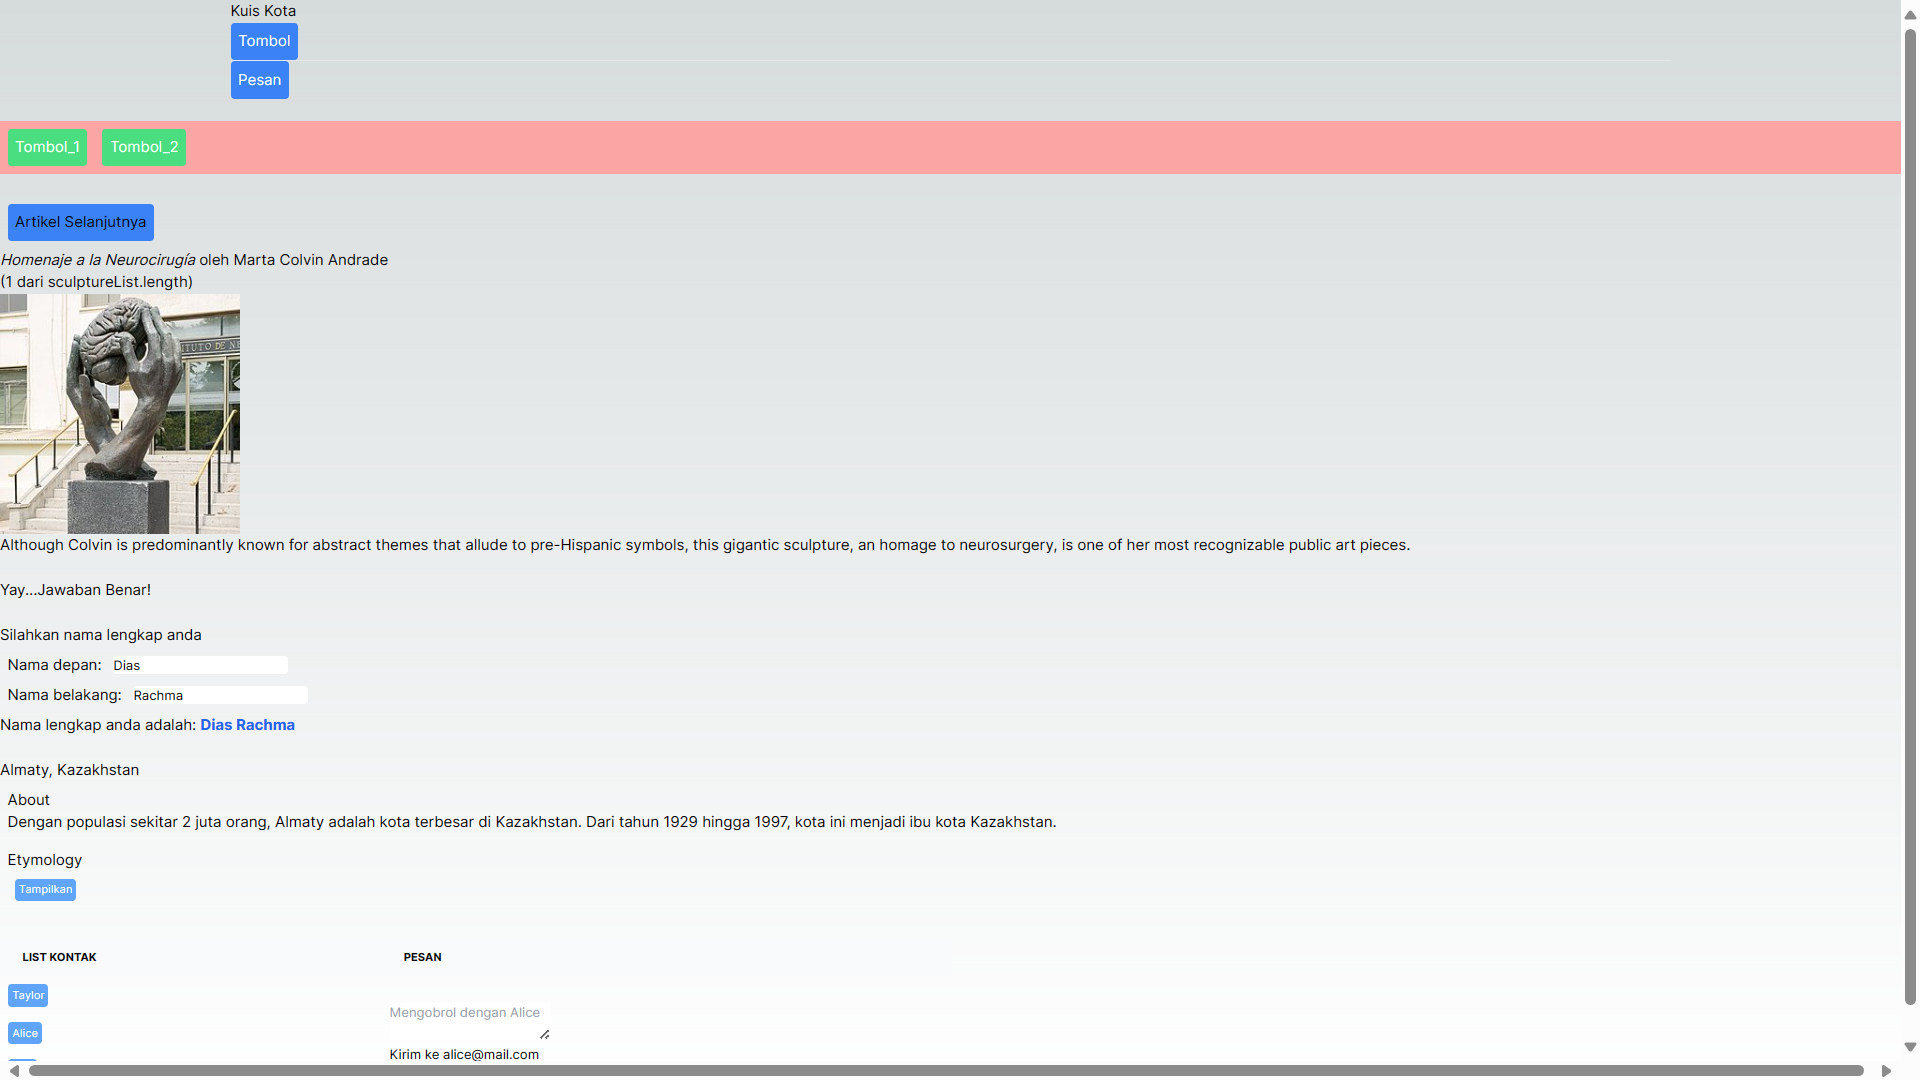 Kuis Kota
Tombol
Pesan
Tombol_1 Tombol_2
Artikel Selanjutnya
Homenaje a la Neurocirugía oleh Marta Colvin Andrade
(1 dari sculptureList.length)
TUTO DE NE
Although Colvin is predominantly known for abstract themes that allude to pre-Hispanic symbols, this gigantic sculpture, an homage to neurosurgery, is one of her most recognizable public art pieces.
Yay...Jawaban Benar!
Silahkan nama lengkap anda
Nama depan: Dias
Nama belakang: Rachma
Nama lengkap anda adalah: Dias Rachma
Almaty, Kazakhstan
About
Dengan populasi sekitar 2 juta orang, Almaty adalah kota terbesar di Kazakhstan. Dari tahun 1929 hingga 1997, kota ini menjadi ibu kota Kazakhstan.
Etymology
Tampilkan
LIST KONTAK
Taylor
Alice
PESAN
Mengobrol dengan Alice
Kirim ke alice@mail.com